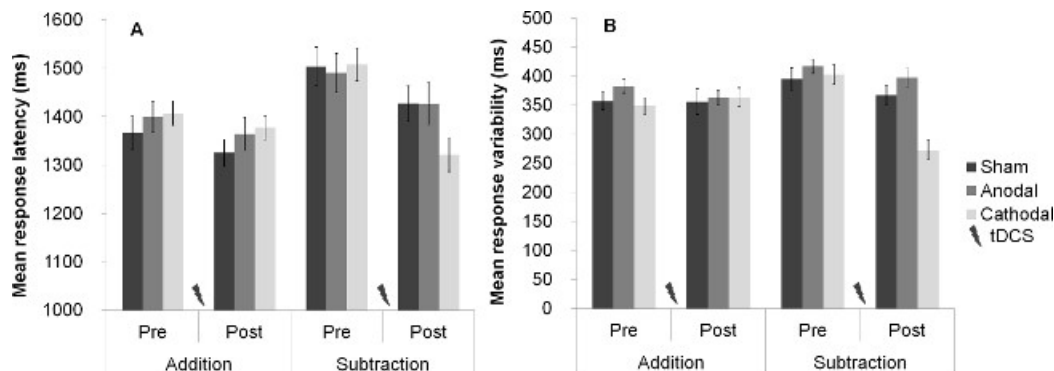 A
Mean response latency (ms)
1600
1500
1400
1300
1200
1100
1000
Pre
Post
Pre
Post
Addition
Subtraction
B
Mean response variability (ms)
500
450
400
350
300
250
200
150
100
50
0
Pre
Post
Pre
Post
Addition
Subtraction
Sham
Anodal
Cathodal
tDCS